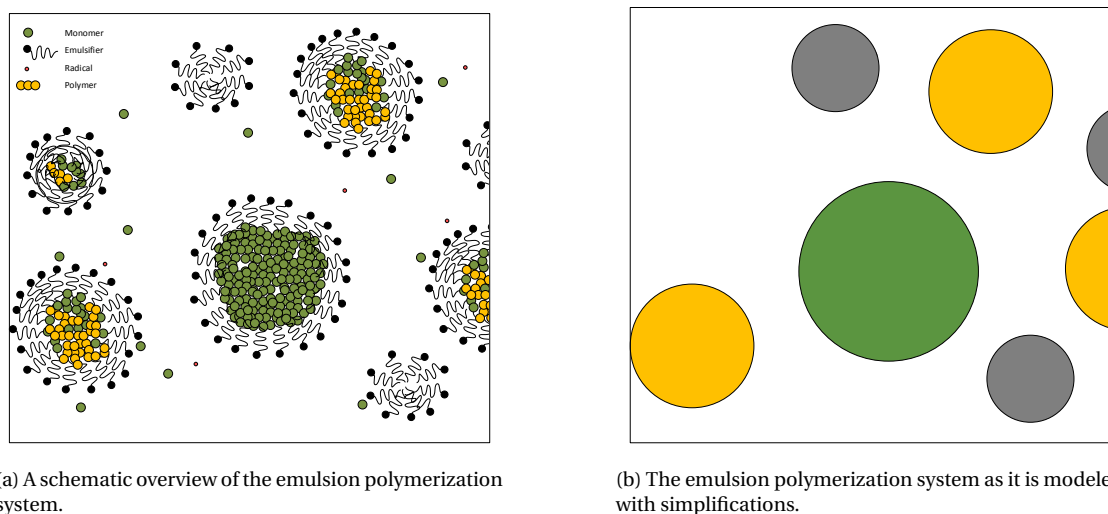 Monomer
Emulsifier
Radical
Polymer
(a) A schematic overview of the emulsion polymerization
system.
(b) The emulsion polymerization system as it is modele
with simplifications.